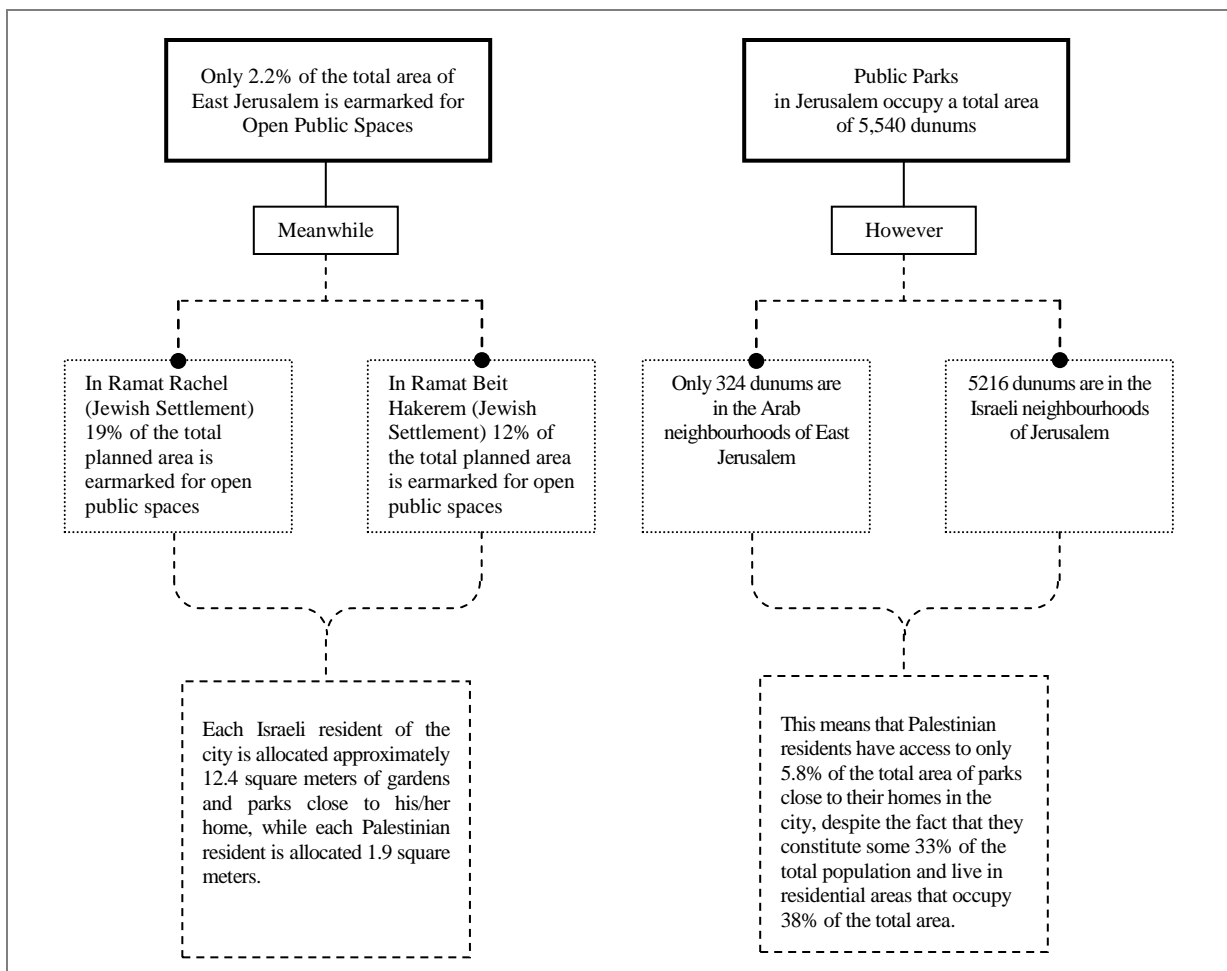 Only 2.2% of the total area of
East Jerusalem is earmarked for
Open Public Spaces
Meanwhile
In Ramat Rachel
(Jewish Settlement)
19% of the total
planned area is
earmarked for open
public spaces
In Ramat Beit
Hakerem (Jewish
Settlement) 12% of
the total planned area
is earmarked for open
public spaces
Each Israeli resident of the
city is allocated approximately
12.4 square meters of gardens
and parks close to his/her
home, while each Palestinian
resident is allocated 1.9 square
meters.
Public Parks
in Jerusalem occupy a total area
of 5,540 dunums
However
Only 324 dunums are
in the Arab
neighbourhoods of East
Jerusalem
5216 dunums are in the
Israeli neighbourhoods
of Jerusalem
This means that Palestinian
residents have access to only
5.8% of the total area of parks
close to their homes in the
city, despite the fact that they
constitute some 33% of the
total population and live in
residential areas that occupy
38% of the total area.